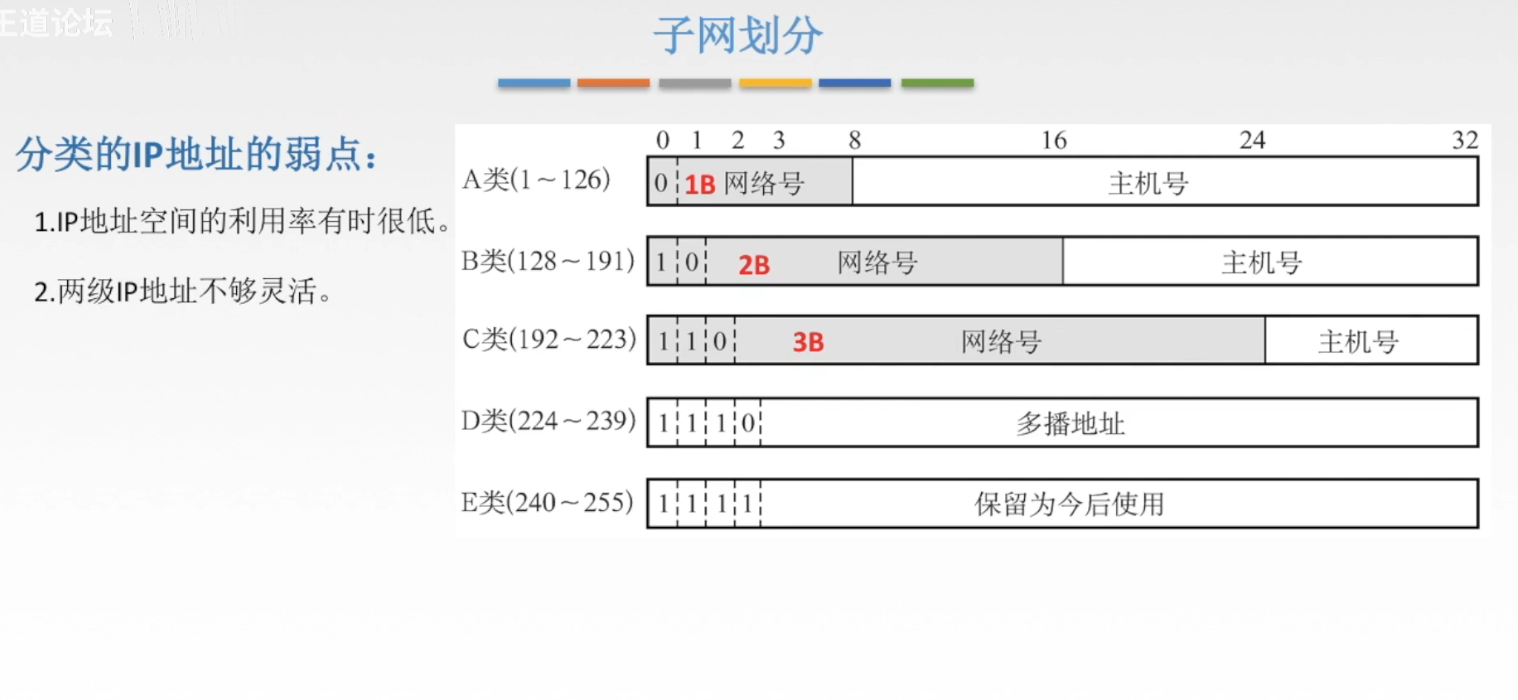 王道论坛
子网划分
分类的IP地址的弱点：
1.IP地址空间的利用率有时很低。
2.两级IP地址不够灵活。
0 1 2 3 8 16 24 32
A类(1～126) 0 1B 网络号 主机号
B类(128～191) 1 0 2B 网络号 主机号
C类(192～223) 1 1 0 3B 网络号 主机号
D类(224～239) 1 1 1 0 多播地址
E类(240～255) 1 1 1 1 保留为今后使用